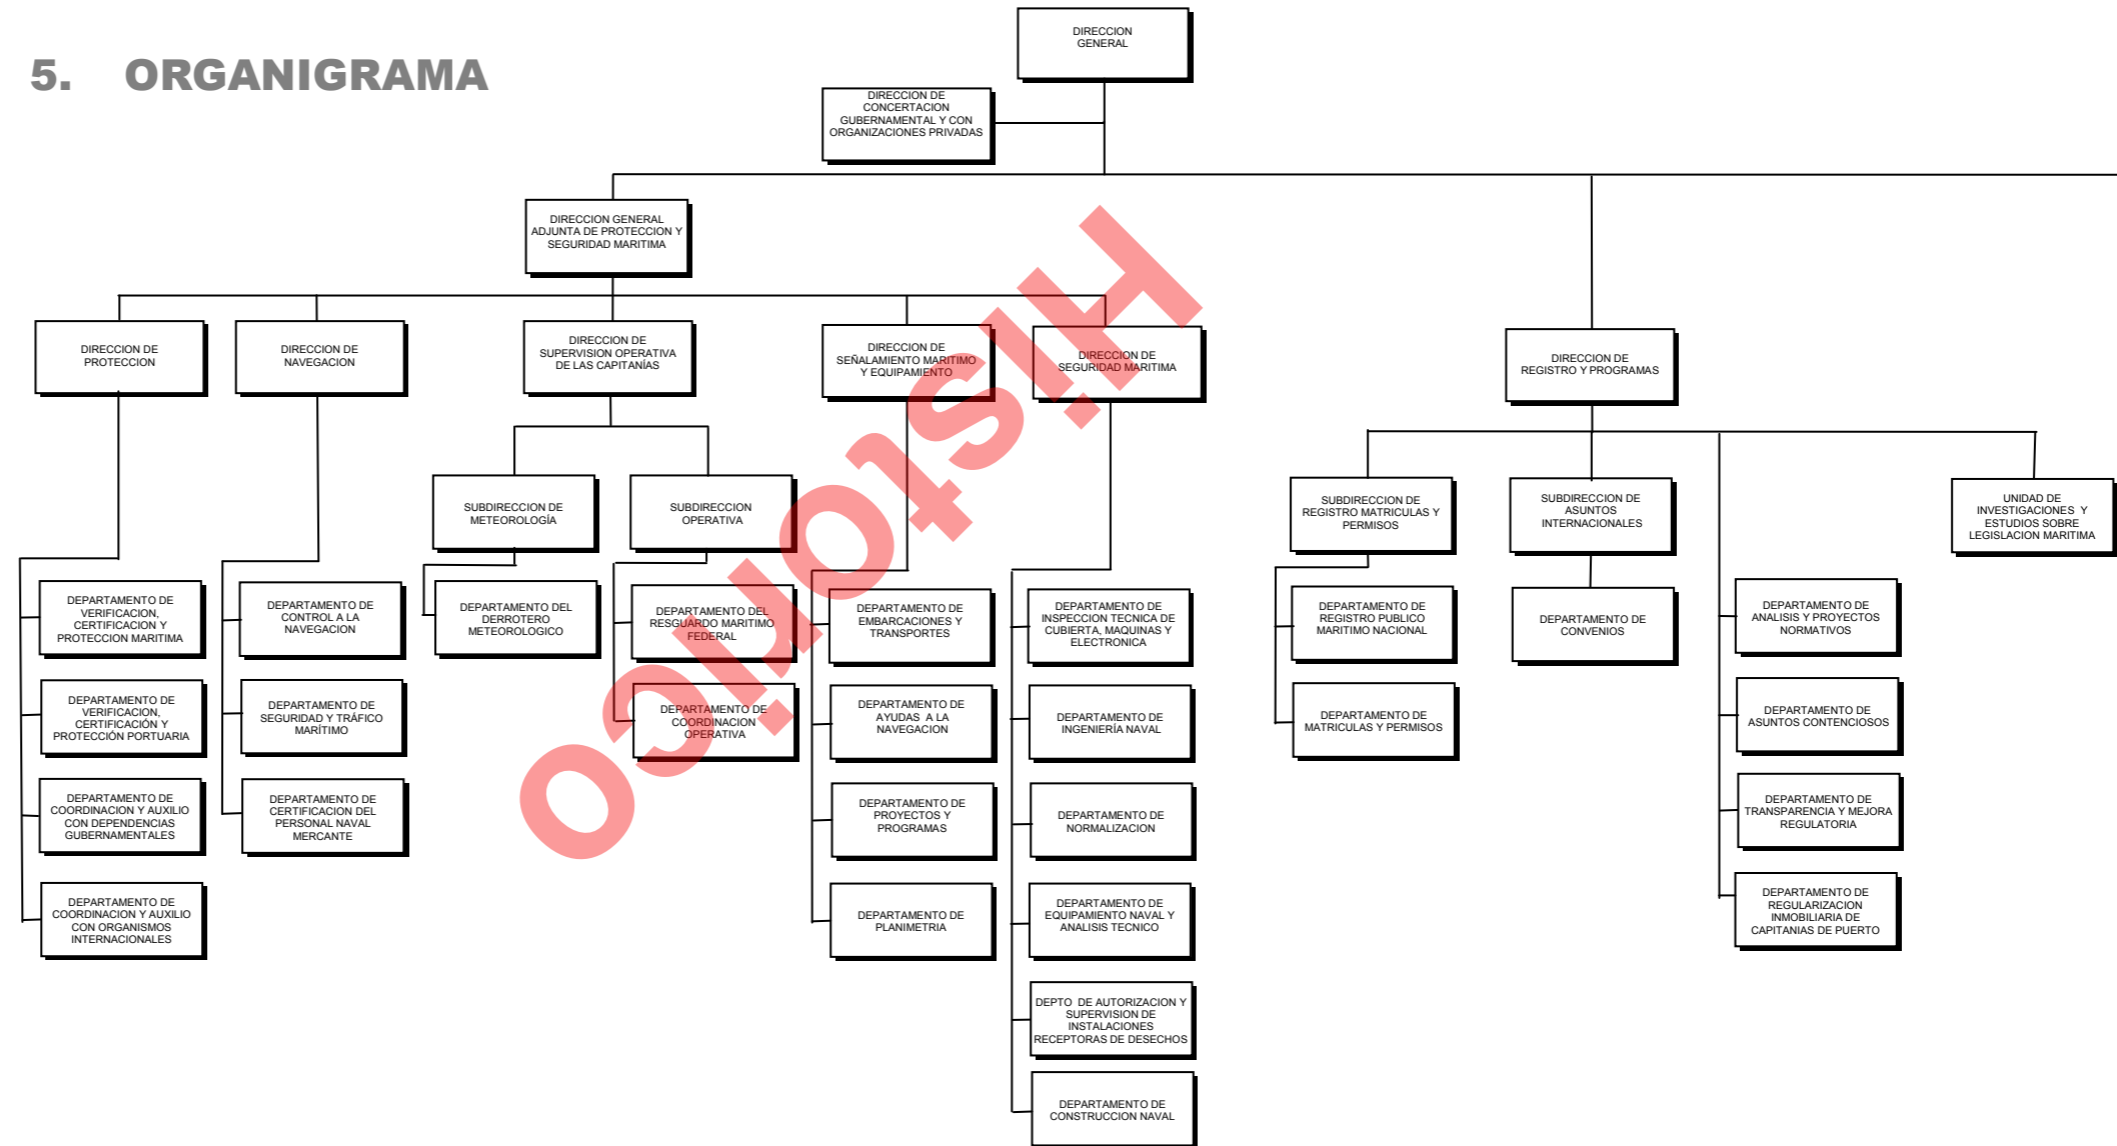 5. ORGANIGRAMA
DIRECCION
GENERAL
DIRECCION DE
CONCERTACION
GUBERNAMENTAL Y CON
ORGANIZACIONES PRIVADAS
DIRECCION GENERAL
ADJUNTA DE PROTECCION Y
SEGURIDAD MARITIMA
DIRECCION DE
PROTECCION
DIRECCION DE
NAVEGACION
DIRECCION DE
SUPERVISION OPERATIVA
DE LAS CAPITANÍAS
DIRECCION DE
SEÑALAMIENTO MARITIMO
Y EQUIPAMIENTO
DIRECCION DE
SEGURIDAD MARITIMA
DIRECCION DE
REGISTRO Y PROGRAMAS
SUBDIRECCION DE
METEOROLOGÍA
SUBDIRECCION
OPERATIVA
SUBDIRECCION DE
REGISTRO MATRICULAS Y
PERMISOS
SUBDIRECCION DE
ASUNTOS
INTERNACIONALES
UNIDAD DE
INVESTIGACIONES Y
ESTUDIOS SOBRE
LEGISLACION MARITIMA
DEPARTAMENTO DE
VERIFICACION,
CERTIFICACION Y
PROTECCION MARITIMA
DEPARTAMENTO DE
VERIFICACION,
CERTIFICACIÓN Y
PROTECCIÓN PORTUARIA
DEPARTAMENTO DE
COORDINACION Y AUXILIO
CON DEPENDENCIAS
GUBERNAMENTALES
DEPARTAMENTO DE
COORDINACION Y AUXILIO
CON ORGANISMOS
INTERNACIONALES
DEPARTAMENTO DE
CONTROL A LA
NAVEGACION
DEPARTAMENTO DE
SEGURIDAD Y TRÁFICO
MARÍTIMO
DEPARTAMENTO DE
CERTIFICACION DEL
PERSONAL NAVAL
MERCANTE
DEPARTAMENTO DEL
DERROTERO
METEOROLOGICO
DEPARTAMENTO DEL
RESGUARDO MARITIMO
FEDERAL
DEPARTAMENTO DE
COORDINACION
OPERATIVA
DEPARTAMENTO DE
EMBARCACIONES Y
TRANSPORTES
DEPARTAMENTO DE
AYUDAS A LA
NAVEGACION
DEPARTAMENTO DE
PROYECTOS Y
PROGRAMAS
DEPARTAMENTO DE
PLANIMETRIA
DEPARTAMENTO DE
INSPECCION TECNICA DE
CUBIERTA, MAQUINAS Y
ELECTRONICA
DEPARTAMENTO DE
INGENIERÍA NAVAL
DEPARTAMENTO DE
NORMALIZACION
DEPARTAMENTO DE
EQUIPAMIENTO NAVAL Y
ANALISIS TECNICO
DEPTO DE AUTORIZACION Y
SUPERVISION DE
INSTALACIONES
RECEPTORAS DE DESECHOS
DEPARTAMENTO DE
CONSTRUCCION NAVAL
DEPARTAMENTO DE
REGISTRO PUBLICO
MARITIMO NACIONAL
DEPARTAMENTO DE
MATRICULAS Y PERMISOS
DEPARTAMENTO DE
CONVENIOS
DEPARTAMENTO DE
ANALISIS Y PROYECTOS
NORMATIVOS
DEPARTAMENTO DE
ASUNTOS CONTENCIOSOS
DEPARTAMENTO DE
TRANSPARENCIA Y MEJORA
REGULATORIA
DEPARTAMENTO DE
REGULARIZACION
INMOBILIARIA DE
CAPITANIAS DE PUERTO
Histórico